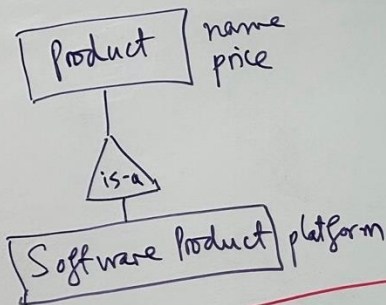 Product
name
price
is-a
Software Product
platform